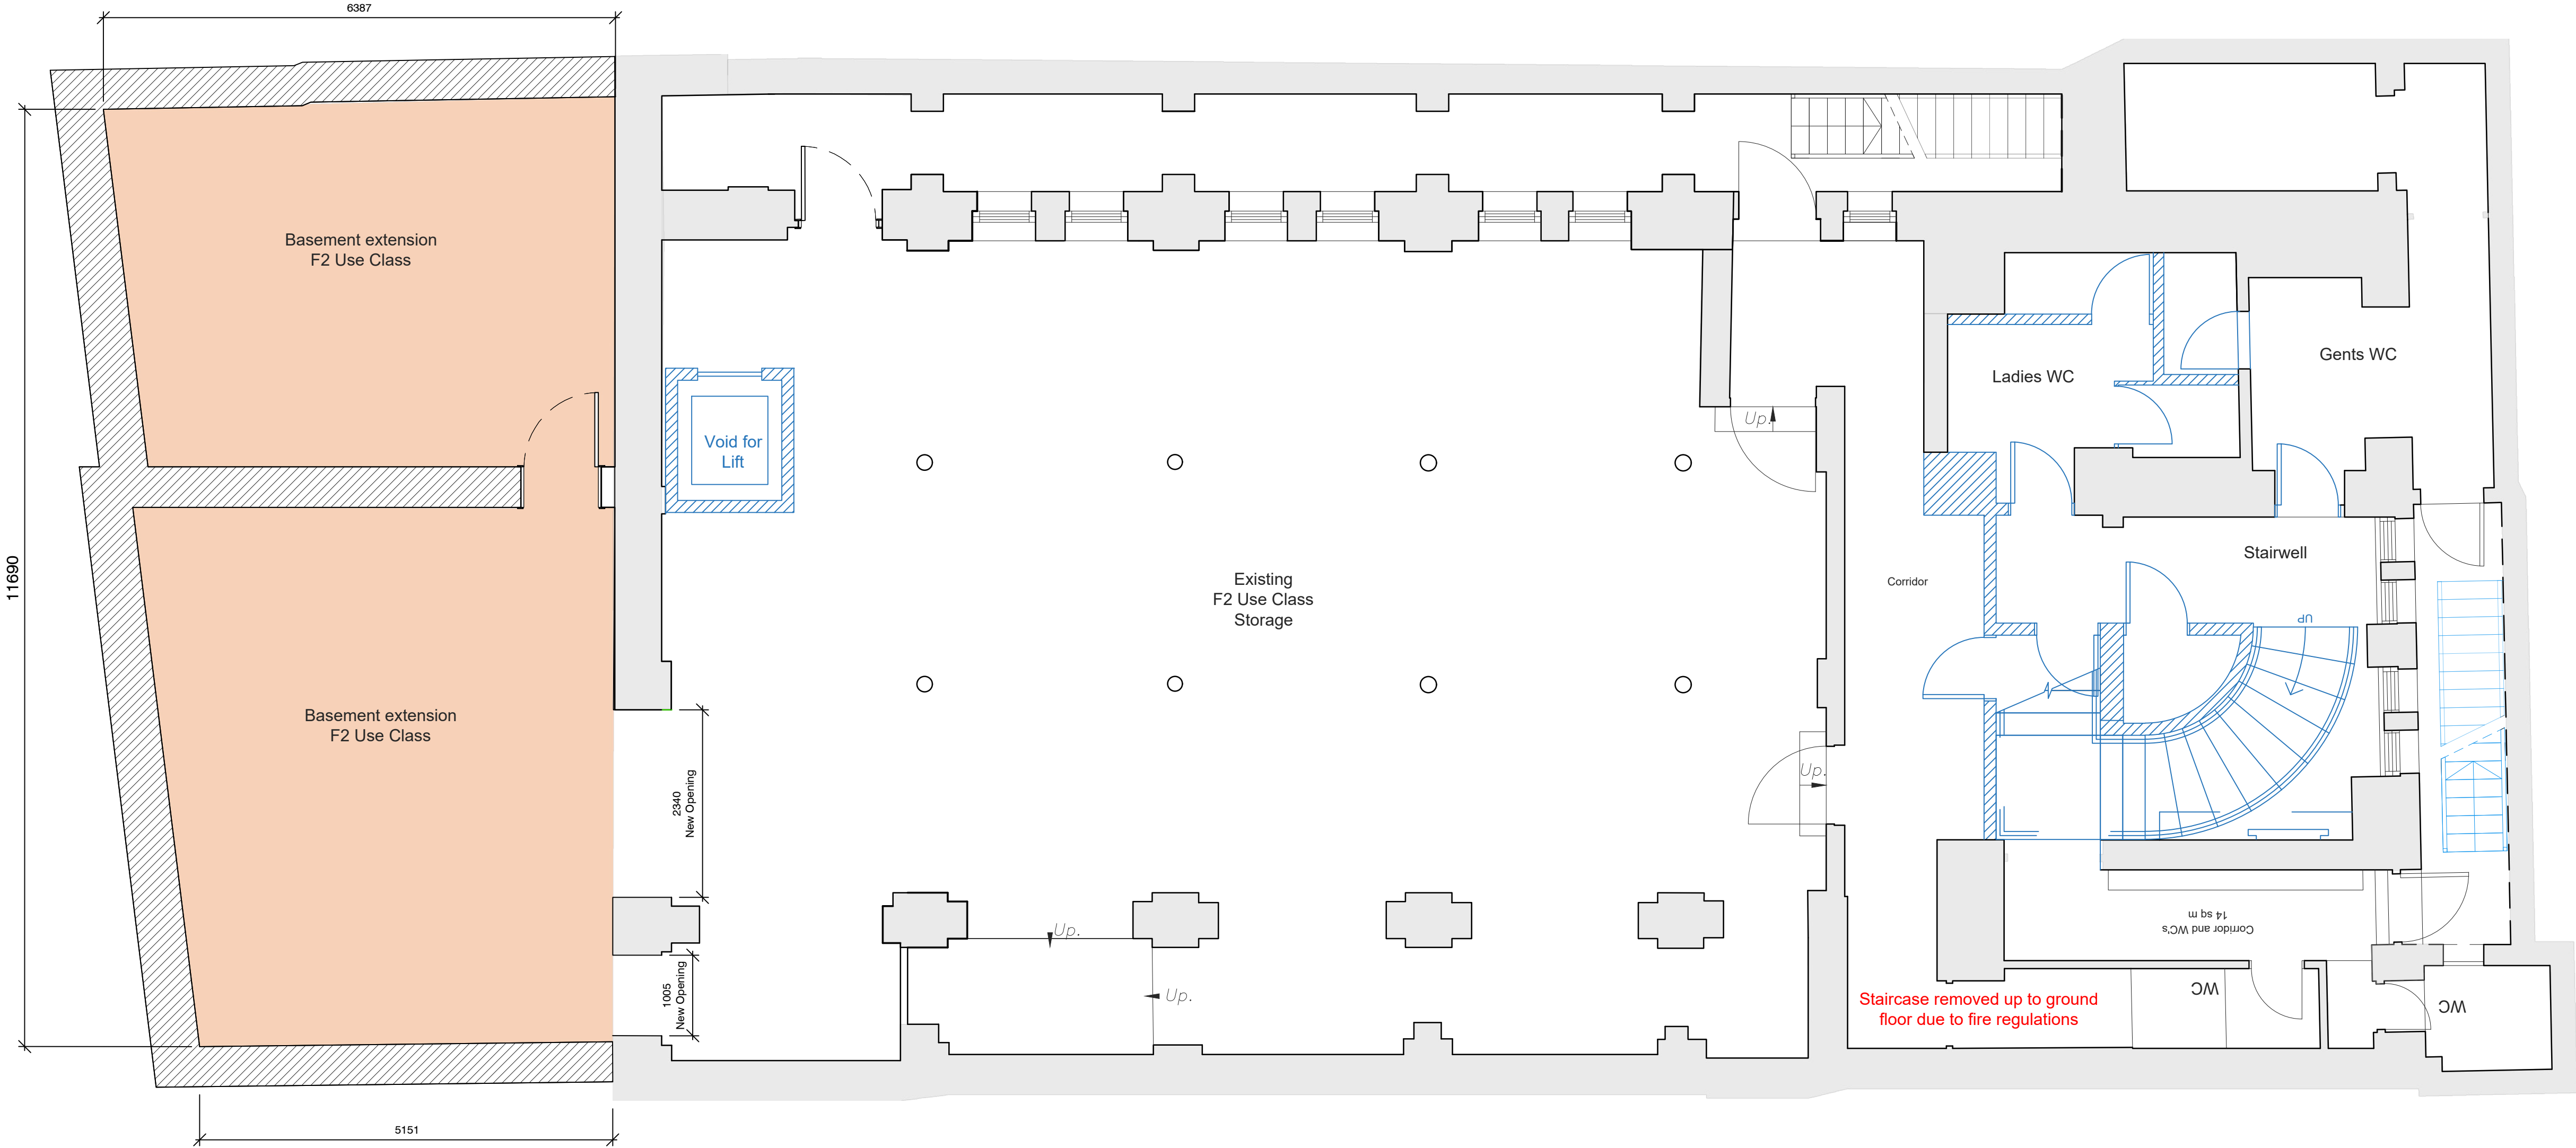 6387
Basement extension
F2 Use Class
11690
Void for
Lift
Up.
Ladies WC
Gents WC
Existing
F2 Use Class
Storage
Corridor
Stairwell
UP
Basement extension
F2 Use Class
2340
New Opening
Up.
Up.
Up.
1005
New Opening
Corridor and WC's
14 sq m
WC
WC
Staircase removed up to ground
floor due to fire regulations
5151